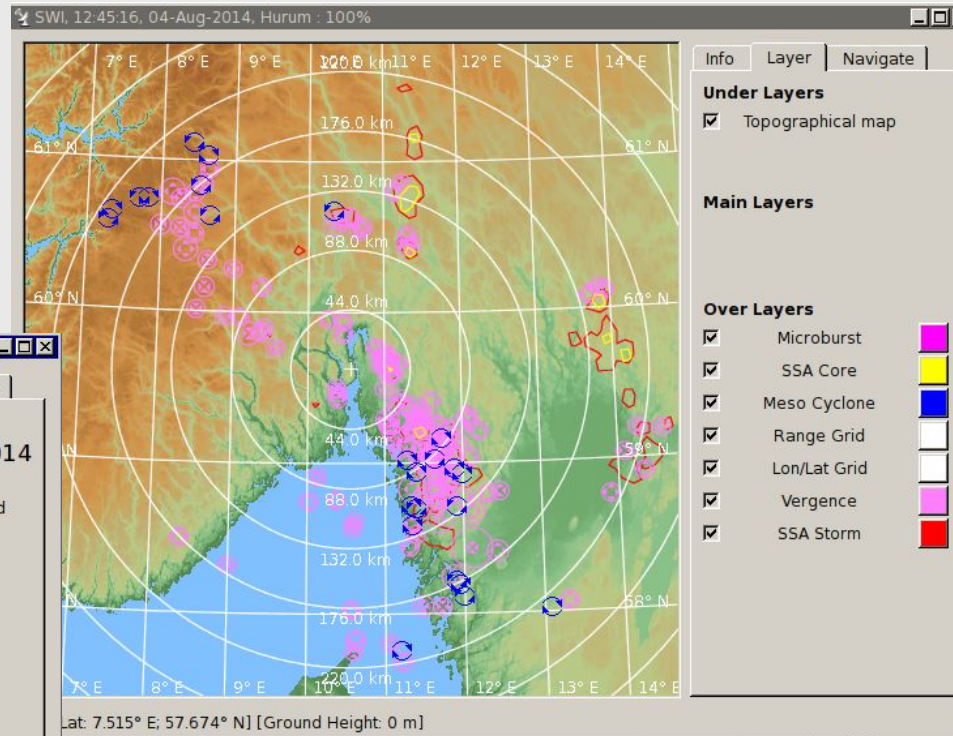 SWI, 12:45:16, 04-Aug-2014, Hurum : 100%
Info Layer Navigate
7° E 8° E 9° E 10° E 11° E 12° E 13° E 14° E
220.0 km
Under Layers
Topographical map
176.0 km
61° N 61° N
132.0 km
Main Layers
88.0 km
60° N 60° N
44.0 km
Over Layers
Microburst
SSA Core
Meso Cyclone
44.0 km
Range Grid
014
59° N
Lon/Lat Grid
88.0 km
Vergence
d
SSA Storm
132.0 km
58° N
176.0 km
220.0 km
7° E 8° E 9° E 10° E 11° E 12° E 13° E 14° E
Lat: 7.515° E; 57.674° N] [Ground Height: 0 m]